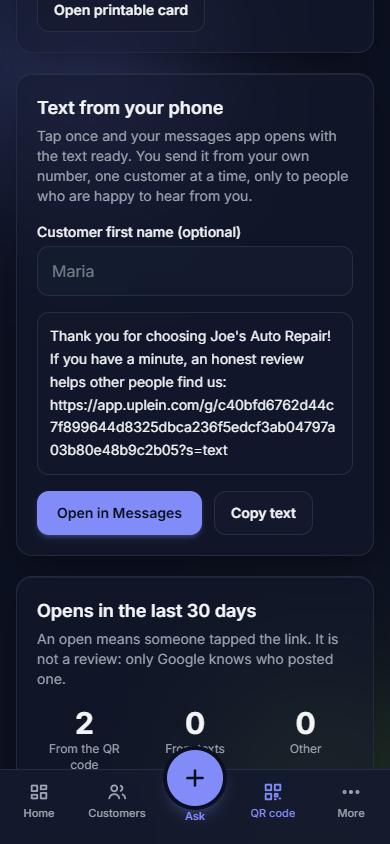 Open printable card
Text from your phone
Tap once and your messages app opens with
the text ready. You send it from your own
number, one customer at a time, only to people
who are happy to hear from you.
Customer first name (optional)
Maria
Thank you for choosing Joe's Auto Repair!
If you have a minute, an honest review
helps other people find us:
https://app.uplein.com/g/c40bfd6762d44c
7f899644d8325dbca236f5edcf3ab04797a
03b80e48b9c2b05?s=text
Open in Messages
Copy text
Opens in the last 30 days
An open means someone tapped the link. It is
not a review: only Google knows who posted
one.
2
0
0
From the QR
code
From texts
Other
Home
Customers
Ask
QR code
More